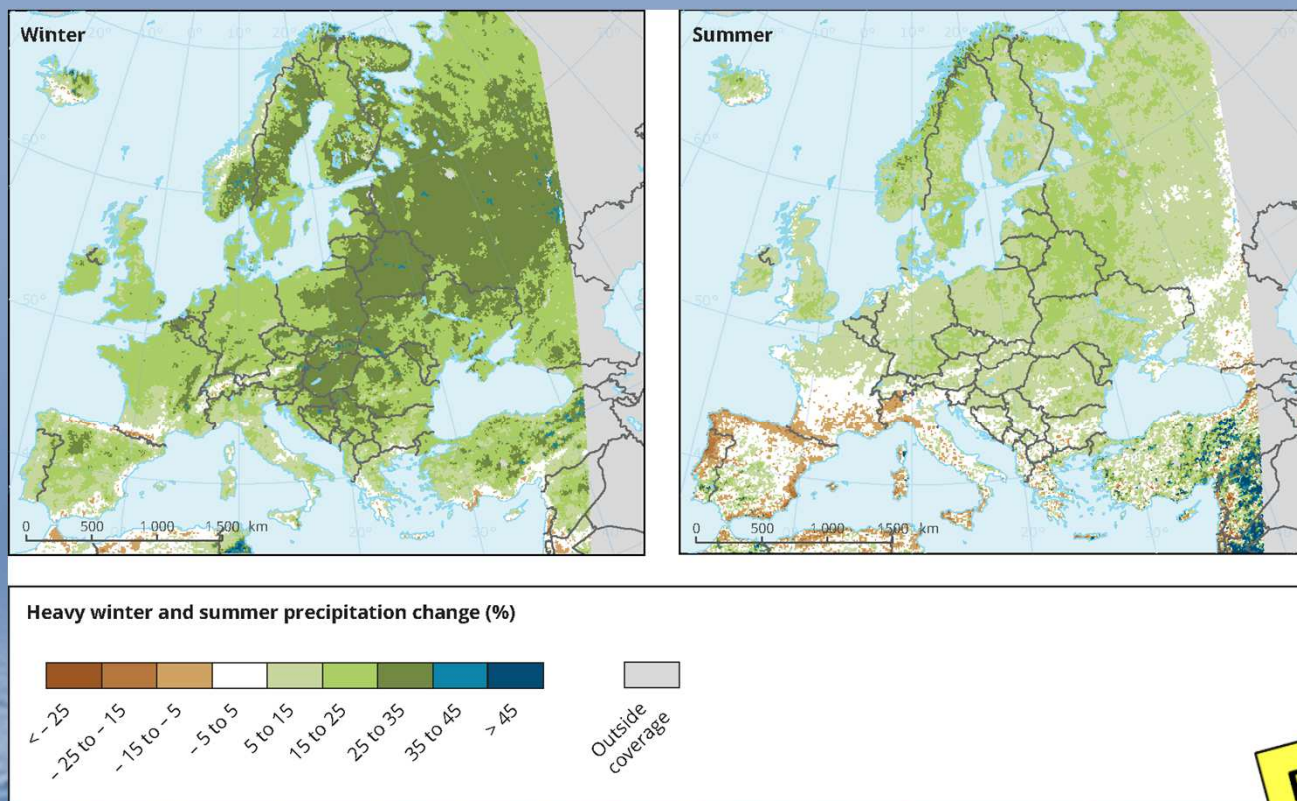 Winter
Summer
0 500 1 000 1 500 km
0 500 1 000 1 500 km
Heavy winter and summer precipitation change (%)
< – 25
– 25 to – 15
– 15 to – 5
– 5 to 5
5 to 15
15 to 25
25 to 35
35 to 45
> 45
Outside
coverage